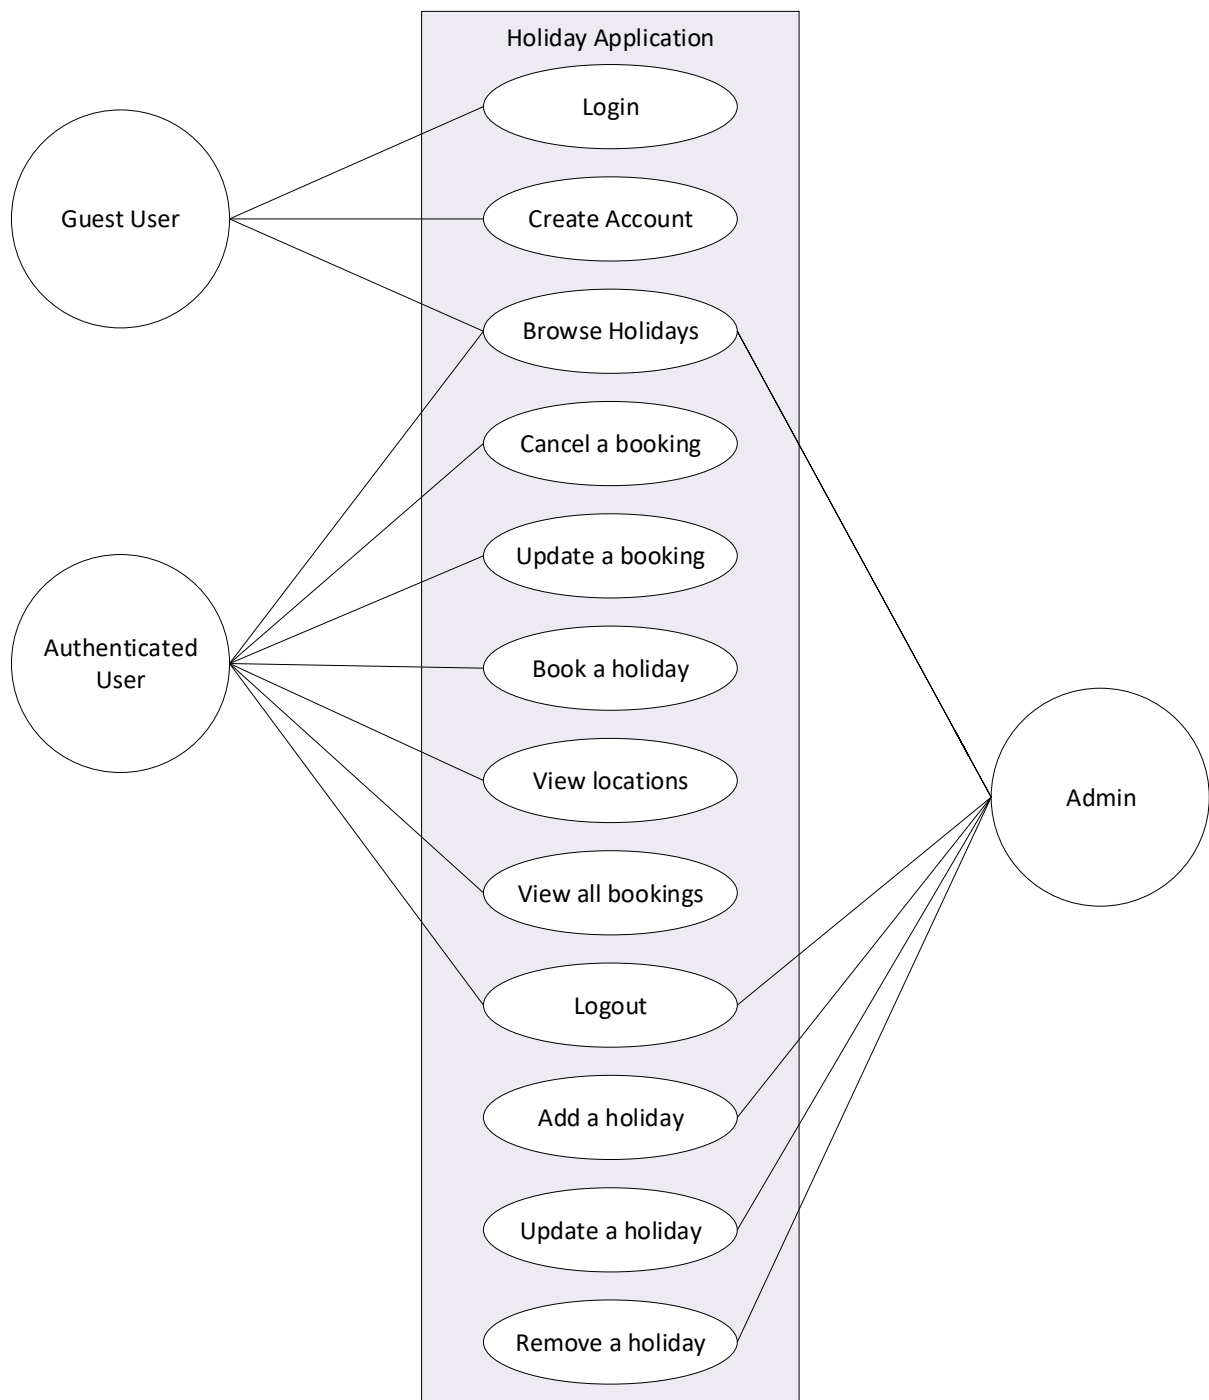 Holiday Application
Login
Guest User
Create Account
Browse Holidays
Cancel a booking
Update a booking
Authenticated
User
Book a holiday
View locations
Admin
View all bookings
Logout
Add a holiday
Update a holiday
Remove a holiday